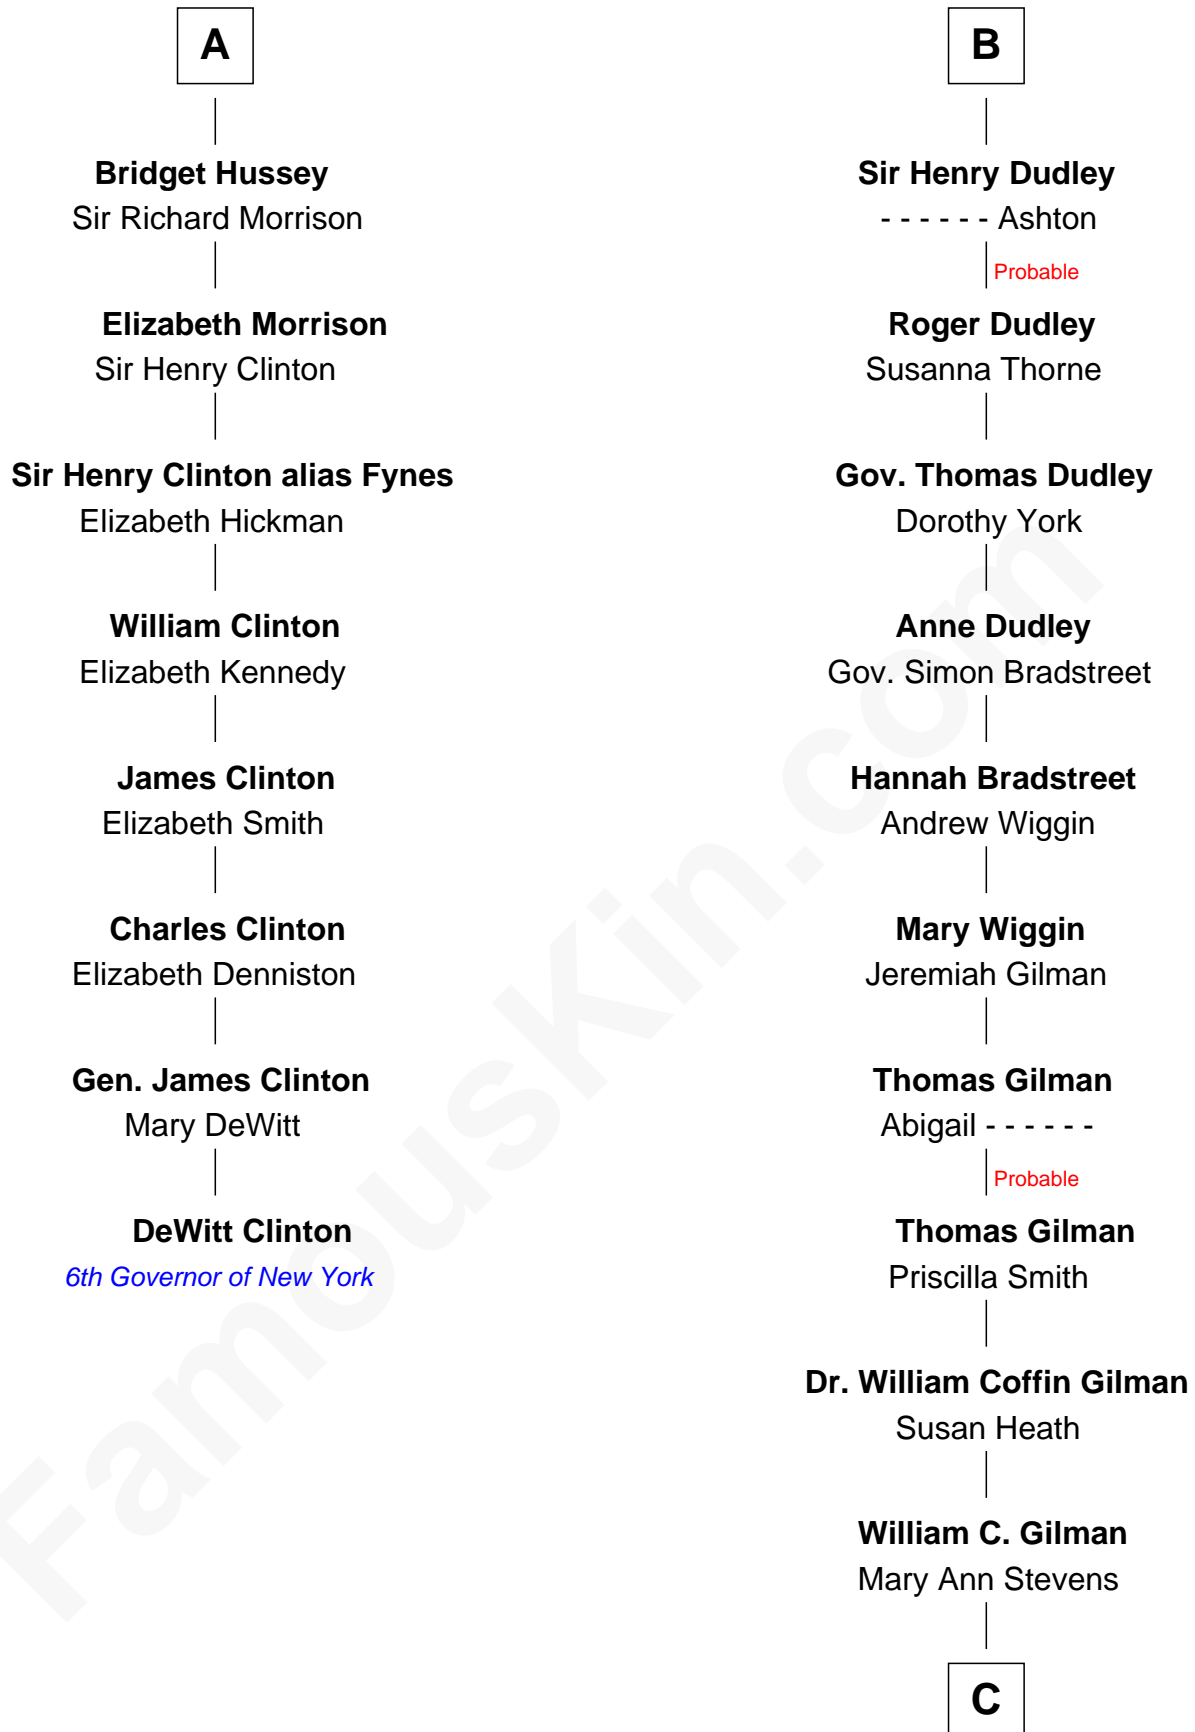 A
Bridget Hussey
Sir Richard Morrison
Elizabeth Morrison
Sir Henry Clinton
Sir Henry Clinton alias Fynes
Elizabeth Hickman
William Clinton
Elizabeth Kennedy
James Clinton
Elizabeth Smith
Charles Clinton
Elizabeth Denniston
Gen. James Clinton
Mary DeWitt
DeWitt Clinton
6th Governor of New York
B
Sir Henry Dudley
- - - - - - Ashton
Probable
Roger Dudley
Susanna Thorne
Gov. Thomas Dudley
Dorothy York
Anne Dudley
Gov. Simon Bradstreet
Hannah Bradstreet
Andrew Wiggin
Mary Wiggin
Jeremiah Gilman
Thomas Gilman
Abigail - - - - - -
Probable
Thomas Gilman
Priscilla Smith
Dr. William Coffin Gilman
Susan Heath
William C. Gilman
Mary Ann Stevens
C
FamousKin.com